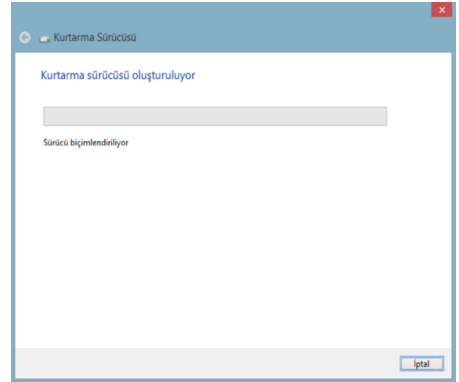 Kurtarma Sürücüsü
Kurtarma sürücüsü oluşturuluyor
Sürücü biçimlendiriliyor
İptal